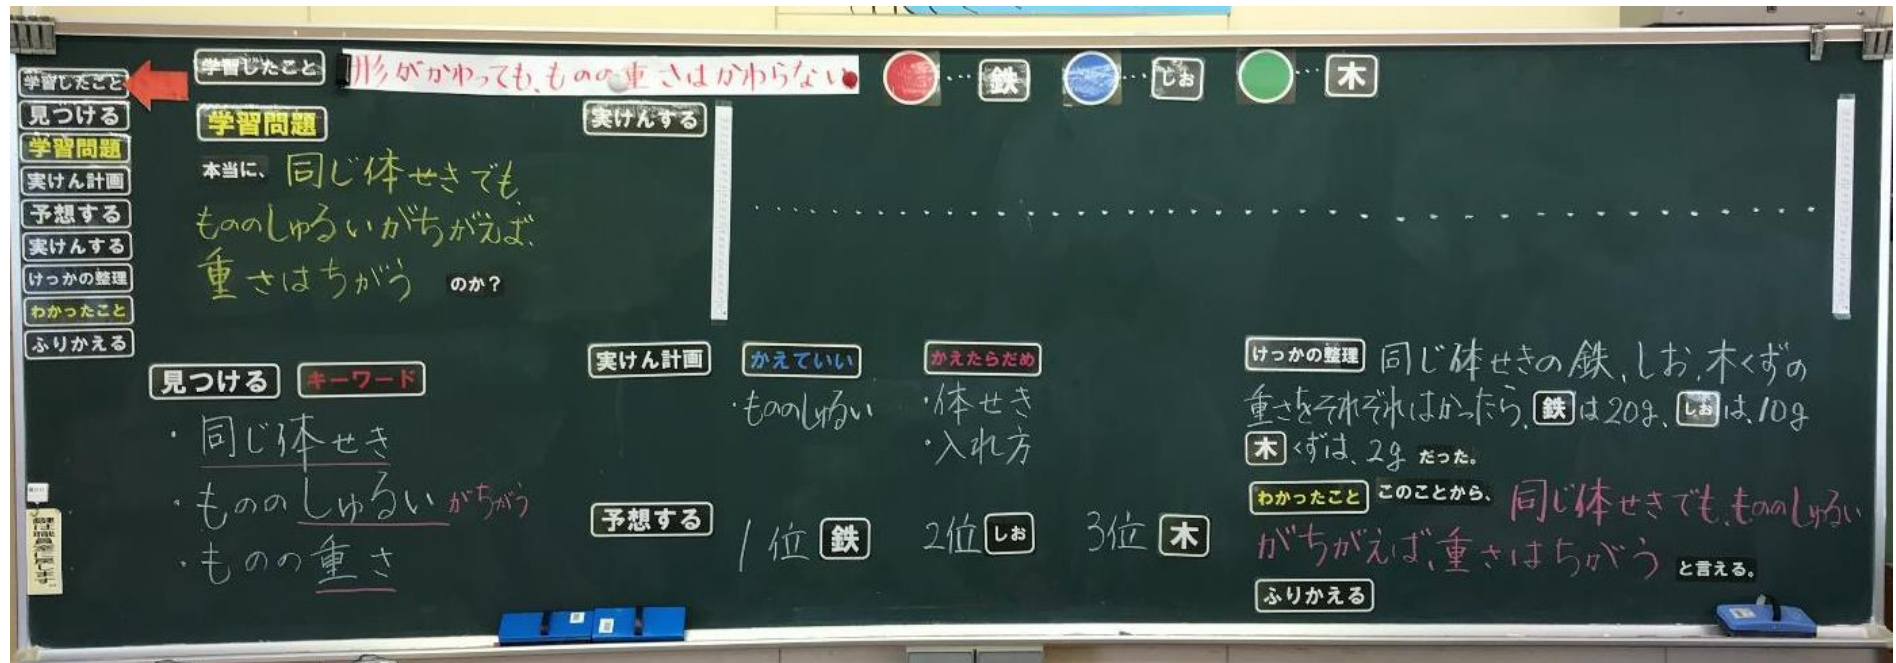 学習したこと
見つける
学習問題
実けん計画
予想する
実けんする
けっかの整理
わかったこと
ふりかえる
学習したこと 形がかわっても、ものの重さはかわらない
… 鉄 … しお … 木
学習問題
本当に、同じ体せきでも、
もののしゅるいがちがえば、
重さはちがう のか?
見つける キーワード
・同じ体せき
・もののしゅるいがちがう
・ものの重さ
実けんする
実けん計画 かえていい かえたらだめ
・もののしゅるい ・体せき
・入れ方
予想する 1位 鉄 2位 しお 3位 木
けっかの整理 同じ体せきの鉄、しお、木くずの
重さをそれぞれはかったら、鉄は20g、しおは、10g
木くずは、2g だった。
わかったこと このことから、同じ体せきでも、もののしゅるい
がちがえば、重さはちがう と言える。
ふりかえる